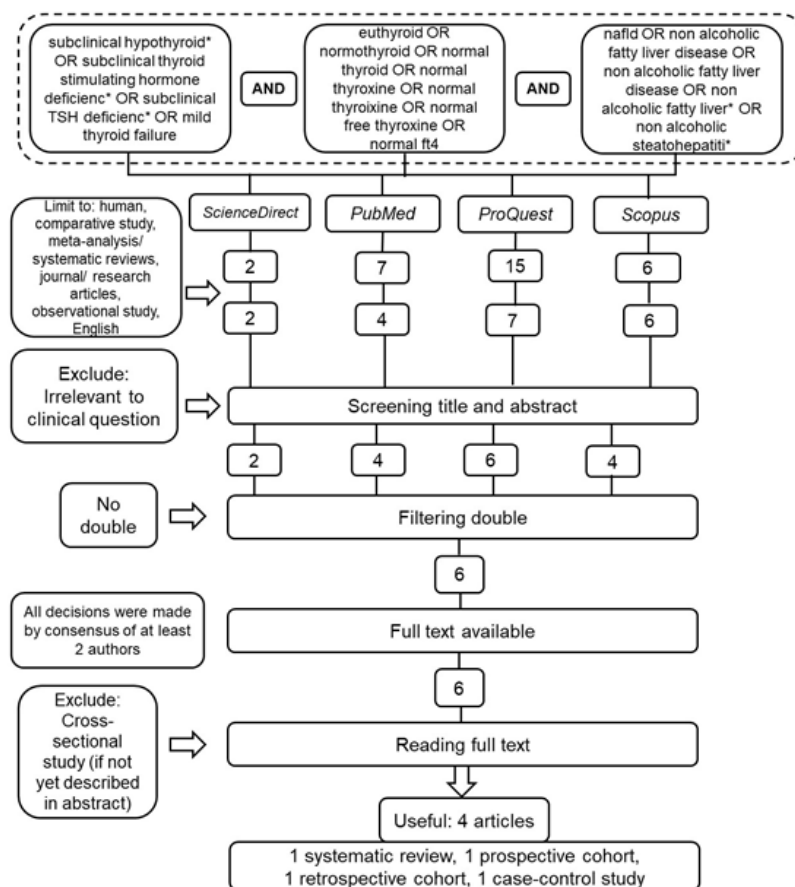 subclinical hypothyroid*
OR subclinical thyroid
stimulating hormone
deficienc* OR subclinical
TSH deficienc* OR mild
thyroid failure
AND
euthyroid OR
normothyroid OR normal
thyroid OR normal
thyroxine OR normal
thyroixine OR normal
free thyroxine OR
normal ft4
AND
nafld OR non alcoholic
fatty liver disease OR
non alcoholic fatty liver
disease OR non
alcoholic fatty liver* OR
non alcoholic
steatohepatiti*
Limit to: human,
comparative study,
meta-analysis/
systematic reviews,
journal/ research
articles,
observational study,
English
ScienceDirect
PubMed
ProQuest
Scopus
2
7
15
6
2
4
7
6
Exclude:
Irrelevant to
clinical question
Screening title and abstract
2
4
6
4
No
double
Filtering double
6
All decisions were made
by consensus of at least
2 authors
Full text available
6
Exclude:
Cross-
sectional
study (if not
yet described
in abstract)
Reading full text
Useful: 4 articles
1 systematic review, 1 prospective cohort,
1 retrospective cohort, 1 case-control study